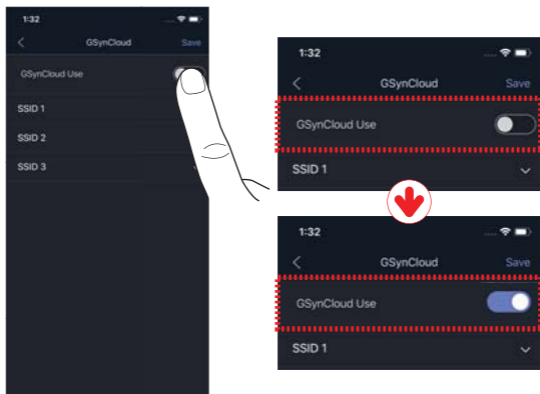 1:32
GSynCloud Save
GSynCloud Use
SSID 1
SSID 2
SSID 3
1:32
GSynCloud Save
GSynCloud Use
SSID 1
1:32
GSynCloud Save
GSynCloud Use
SSID 1